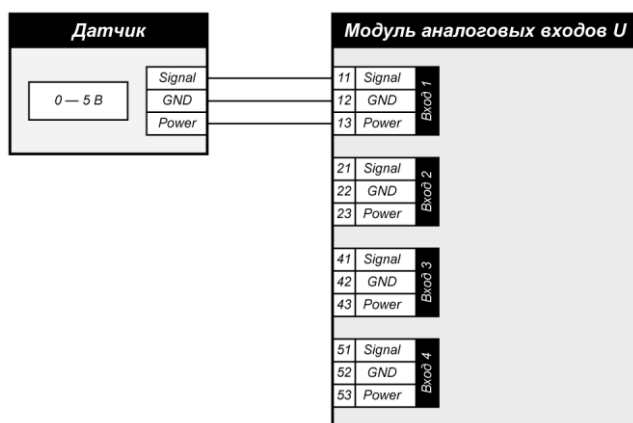 Датчик
0 — 5 В
Signal
GND
Power
Модуль аналоговых входов U
11 Signal
12 GND
13 Power
Вход 1
21 Signal
22 GND
23 Power
Вход 2
41 Signal
42 GND
43 Power
Вход 3
51 Signal
52 GND
53 Power
Вход 4